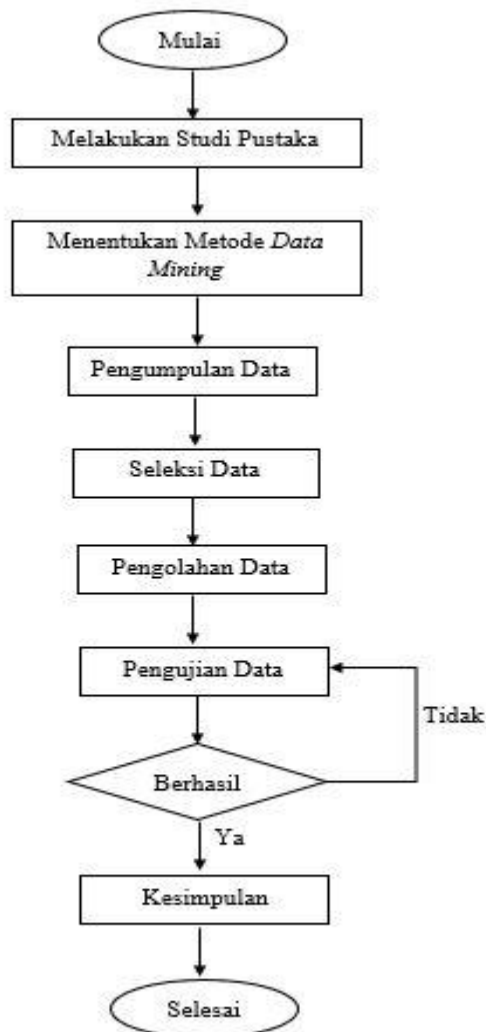 Mulai
Melakukan Studi Pustaka
Menentukan Metode Data
Mining
Pengumpulan Data
Seleksi Data
Pengolahan Data
Pengujian Data
Tidak
Berhasil
Ya
Kesimpulan
Selesai